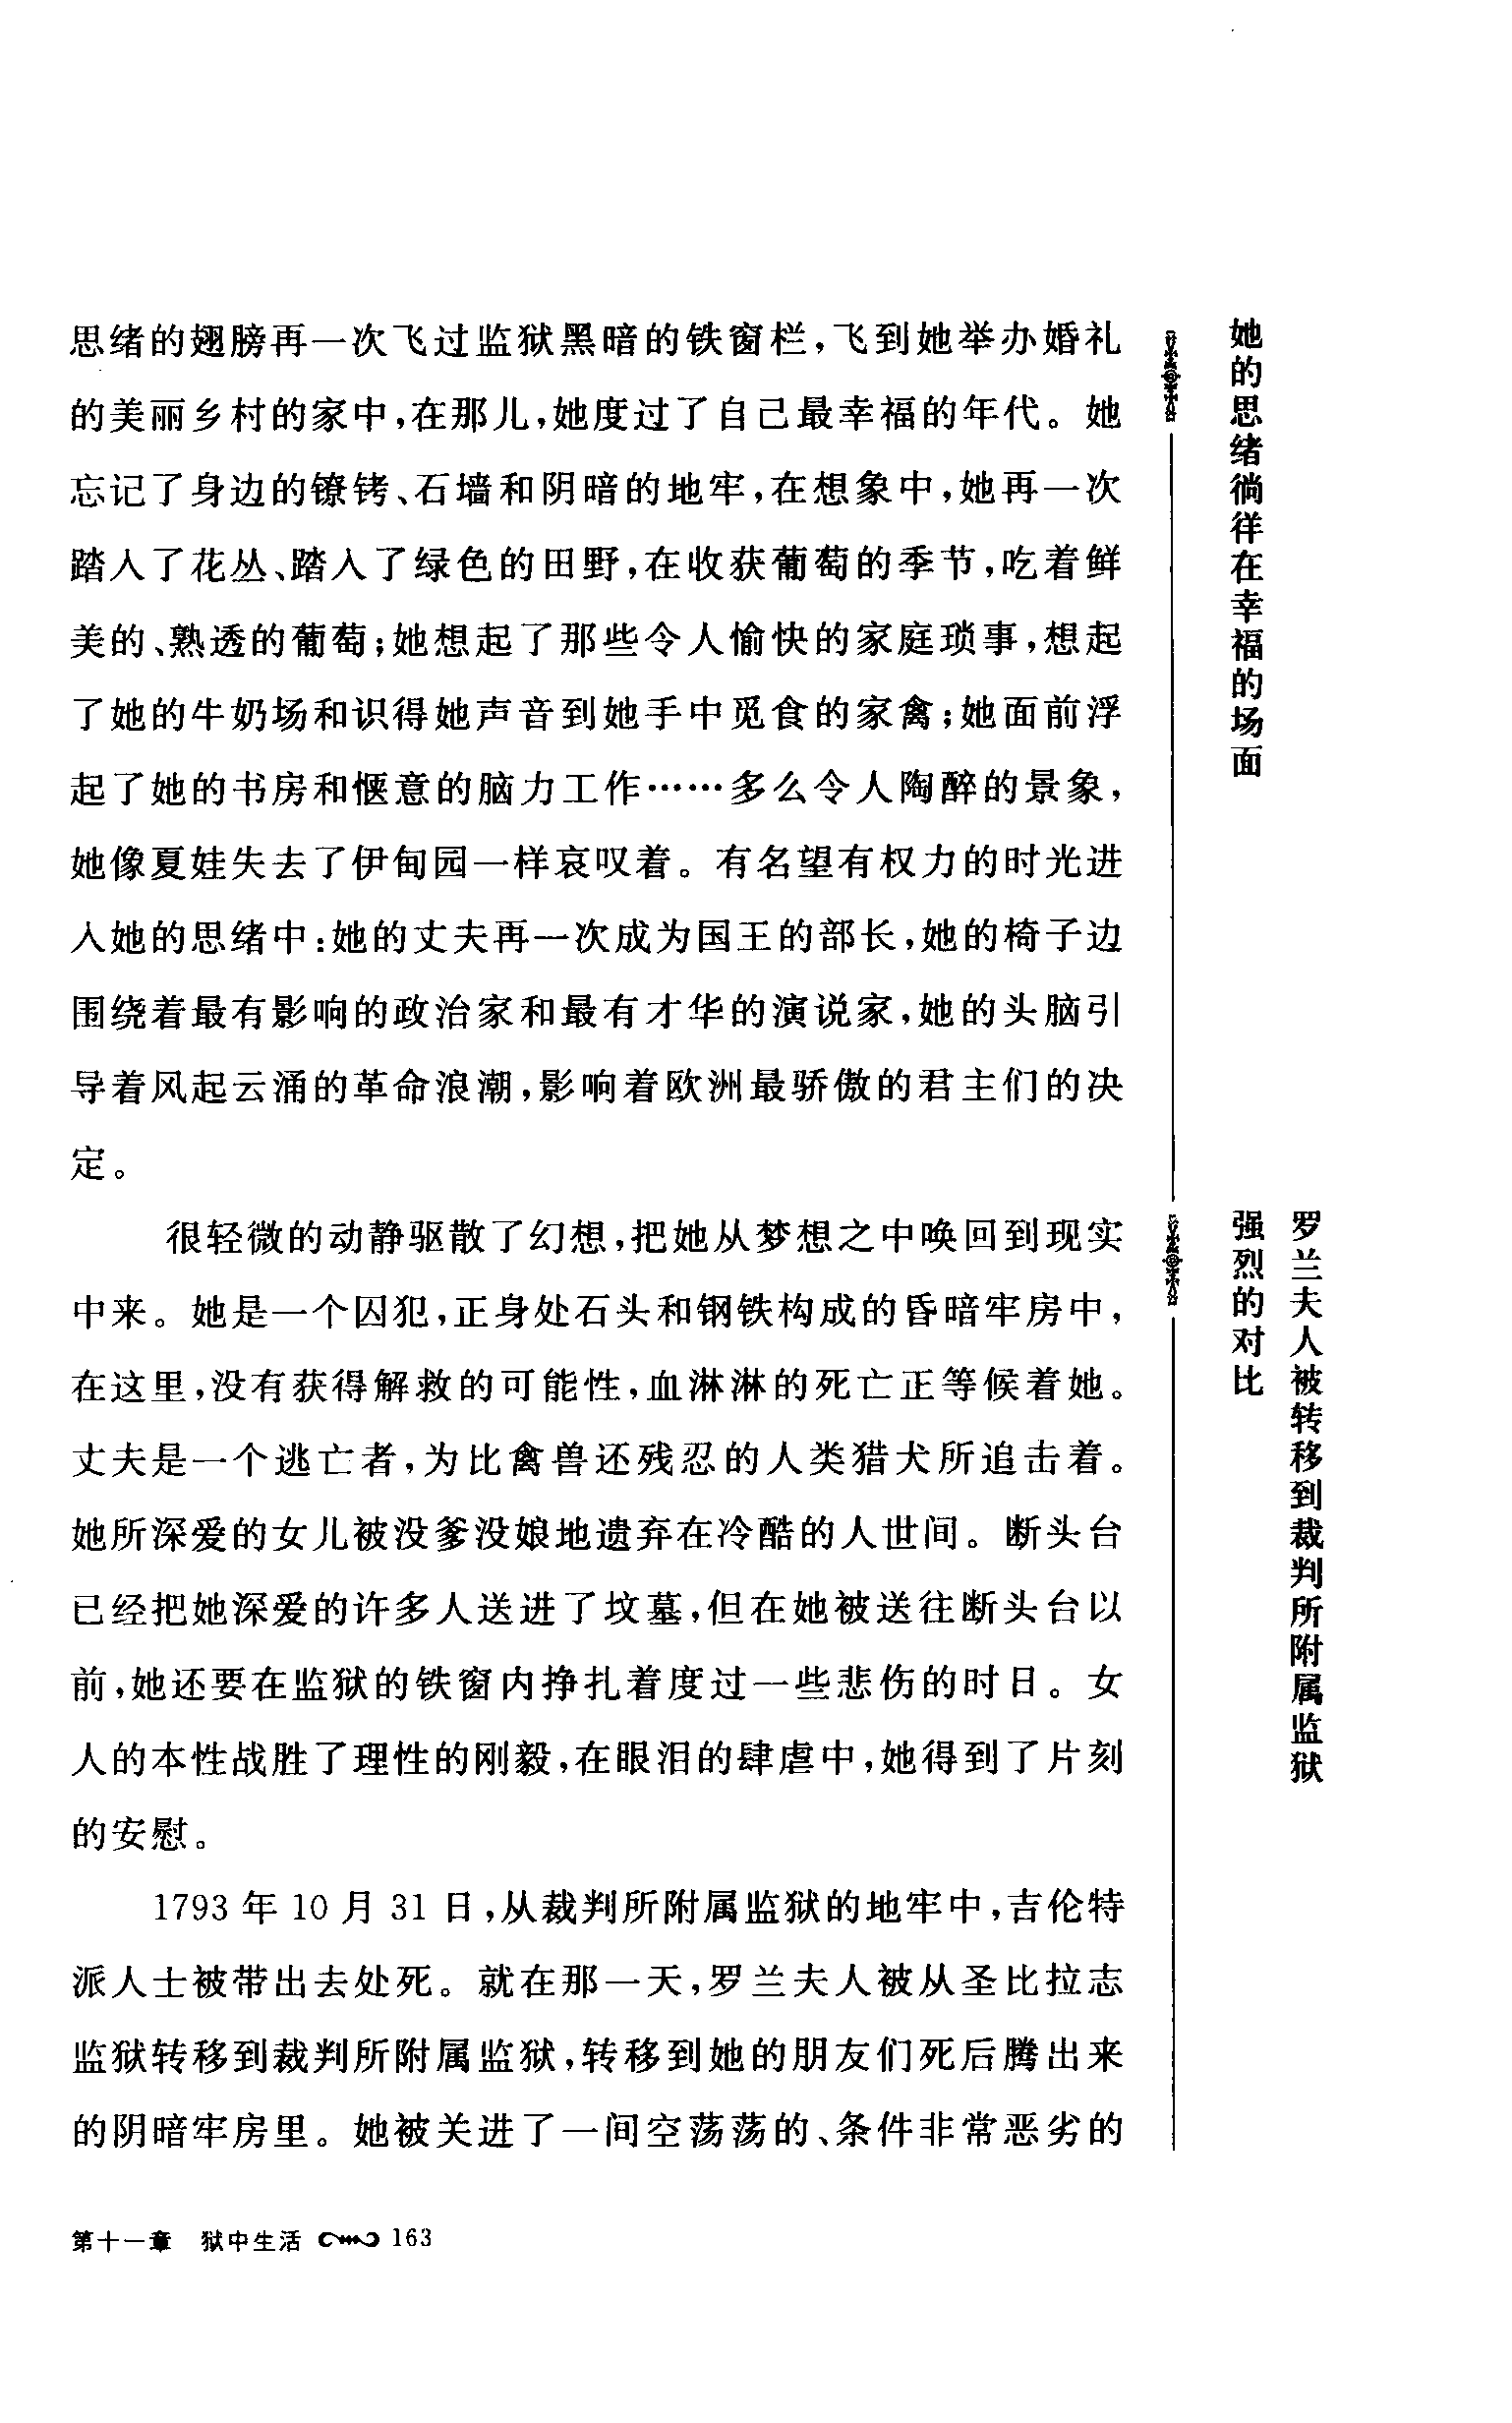 思绪的翅膀再一次飞过监狱黑暗的铁窗栏，飞到她举办婚礼
的美丽乡村的家中，在那儿，她度过了自己最幸福的年代。她
忘记了身边的镣铐、石墙和阴暗的地牢，在想象中，她再一次
踏入了花丛、踏入了绿色的田野，在收获葡萄的季节，吃着鲜
美的、熟透的葡萄；她想起了那些令人愉快的家庭琐事，想起
了她的牛奶场和识得她声音到她手中觅食的家禽；她面前浮
起了她的书房和惬意的脑力工作……多么令人陶醉的景象，
她像夏娃失去了伊甸园一样哀叹着。有名望有权力的时光进
入她的思绪中：她的丈夫再一次成为国王的部长，她的椅子边
围绕着最有影响的政治家和最有才华的演说家，她的头脑引
导着风起云涌的革命浪潮，影响着欧洲最骄傲的君主们的决
定。
很轻微的动静驱散了幻想，把她从梦想之中唤回到现实
中来。她是一个囚犯，正身处石头和钢铁构成的昏暗牢房中，
在这里，没有获得解救的可能性，血淋淋的死亡正等候着她。
丈夫是一个逃亡者，为比禽兽还残忍的人类猎犬所追击着。
她所深爱的女儿被没爹没娘地遗弃在冷酷的人世间。断头台
已经把她深爱的许多人送进了坟墓，但在她被送往断头台以
前，她还要在监狱的铁窗内挣扎着度过一些悲伤的时日。女
人的本性战胜了理性的刚毅，在眼泪的肆虐中，她得到了片刻
的安慰。
1793 年 10 月 31 日，从裁判所附属监狱的地牢中，吉伦特
派人士被带出去处死。就在那一天，罗兰夫人被从圣比拉志
监狱转移到裁判所附属监狱，转移到她的朋友们死后腾出来
的阴暗牢房里。她被关进了一间空荡荡的、条件非常恶劣的
她的思绪徜徉在幸福的场面
罗兰夫人被转移到裁判所附属监狱
强烈的对比
第十一章 狱中生活 163